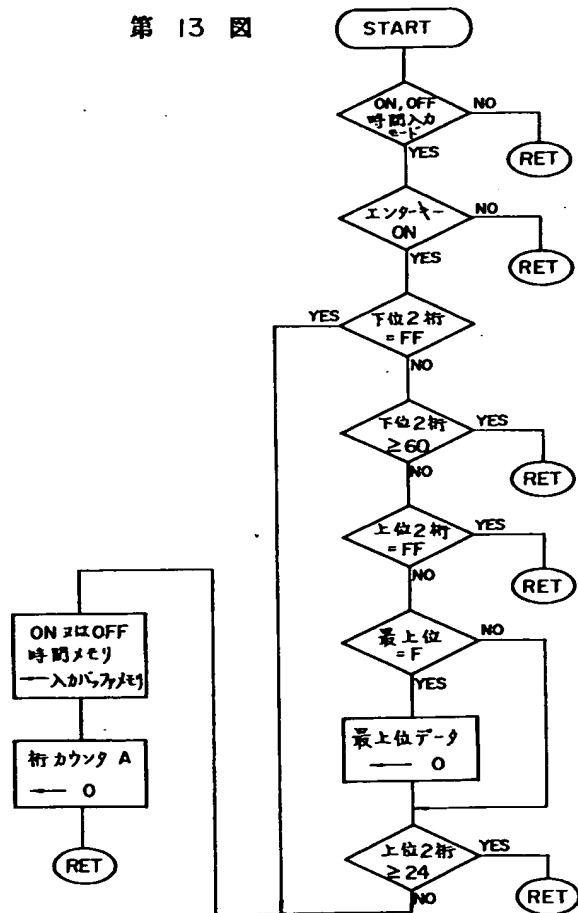 第 13 図
START
ON, OFF
時間入力
モード
NO
RET
YES
エンターキー
ON
NO
RET
YES
下位2桁
=FF
YES
NO
下位2桁
≥60
YES
RET
NO
上位2桁
=FF
YES
RET
NO
最上位
=F
NO
YES
最上位データ
← 0
上位2桁
≥24
YES
RET
NO
ON又はOFF
時間メモリ
←入力バッファメモリ
桁カウンタ A
← 0
RET